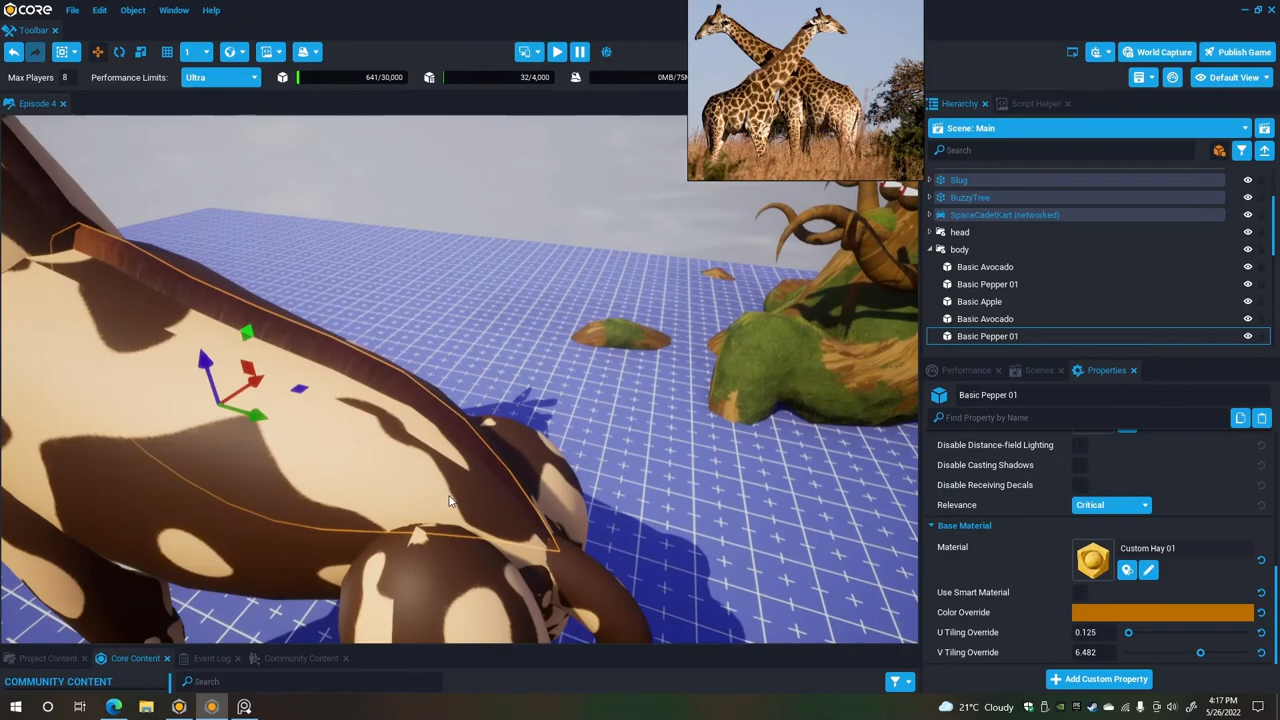 CORE File Edit Object Window Help
Toolbar
1
World Capture Publish Game
Max Players 8 Performance Limits: Ultra 641/30,000 32/4,000 0MB/75M Default View
Episode 4 Hierarchy Script Helper
Scene: Main
Search
Slug
BuzzyTree
SpaceCadetKart (networked)
head
body
Basic Avocado
Basic Pepper 01
Basic Apple
Basic Avocado
Basic Pepper 01
Performance Scenes Properties
Basic Pepper 01
Find Property by Name
Disable Distance-field Lighting
Disable Casting Shadows
Disable Receiving Decals
Relevance Critical
Base Material
Material Custom Hay 01
Use Smart Material
Color Override
U Tiling Override 0.125
V Tiling Override 6.482
Add Custom Property
Project Content Core Content Event Log Community Content
COMMUNITY CONTENT Search
21°C Cloudy 4:17 PM
5/26/2022